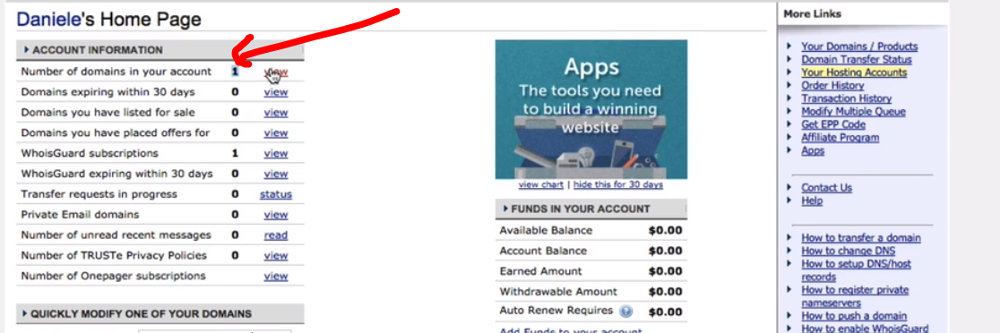 Daniele's Home Page
ACCOUNT INFORMATION
Number of domains in your account 1 view
Domains expiring within 30 days 0 view
Domains you have listed for sale 0 view
Domains you have placed offers for 0 view
WhoisGuard subscriptions 1 view
WhoisGuard expiring within 30 days 0 view
Transfer requests in progress 0 status
Private Email domains 0 view
Number of unread recent messages 0 read
Number of TRUSTe Privacy Policies 0 view
Number of Onepager subscriptions view
QUICKLY MODIFY ONE OF YOUR DOMAINS
Apps
The tools you need
to build a winning
website
view chart | hide this for 30 days
FUNDS IN YOUR ACCOUNT
Available Balance $0.00
Account Balance $0.00
Earned Amount $0.00
Withdrawable Amount $0.00
Auto Renew Requires ? $0.00
Add Funds to your account
More Links
Your Domains / Products
Domain Transfer Status
Your Hosting Accounts
Order History
Transaction History
Modify Multiple Queue
Get EPP Code
Affiliate Program
Apps
Contact Us
Help
How to transfer a domain
How to change DNS
How to setup DNS/host
records
How to register private
nameservers
How to push a domain
How to enable WhoisGuard